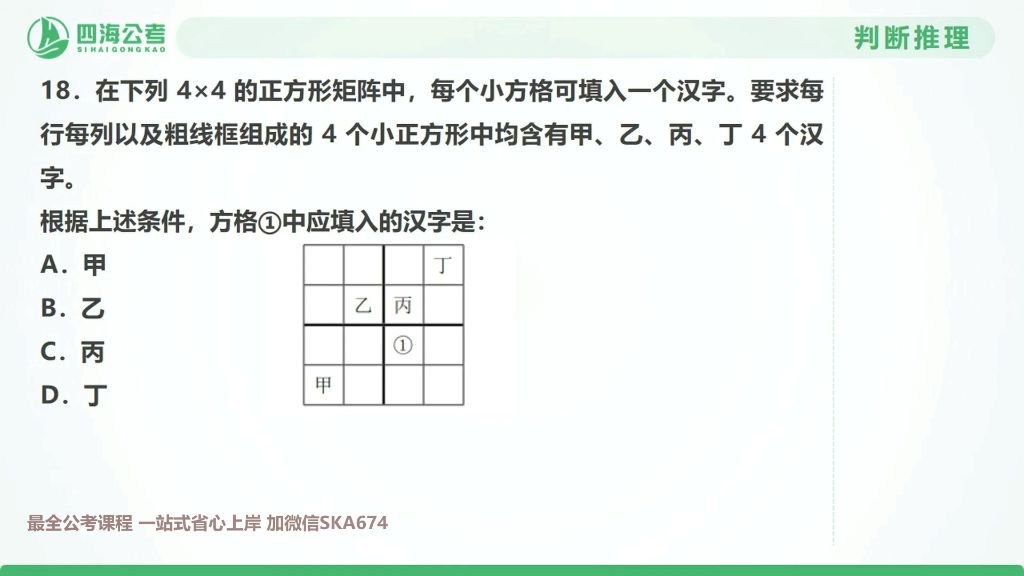 四海公考
SIHAIGONGKAO
判断推理
18. 在下列 4×4 的正方形矩阵中，每个小方格可填入一个汉字。要求每
行每列以及粗线框组成的 4 个小正方形中均含有甲、乙、丙、丁 4 个汉
字。
根据上述条件，方格①中应填入的汉字是：
A. 甲
B. 乙
C. 丙
D. 丁
丁
乙 丙
①
甲
最全公考课程 一站式省心上岸 加微信SKA674